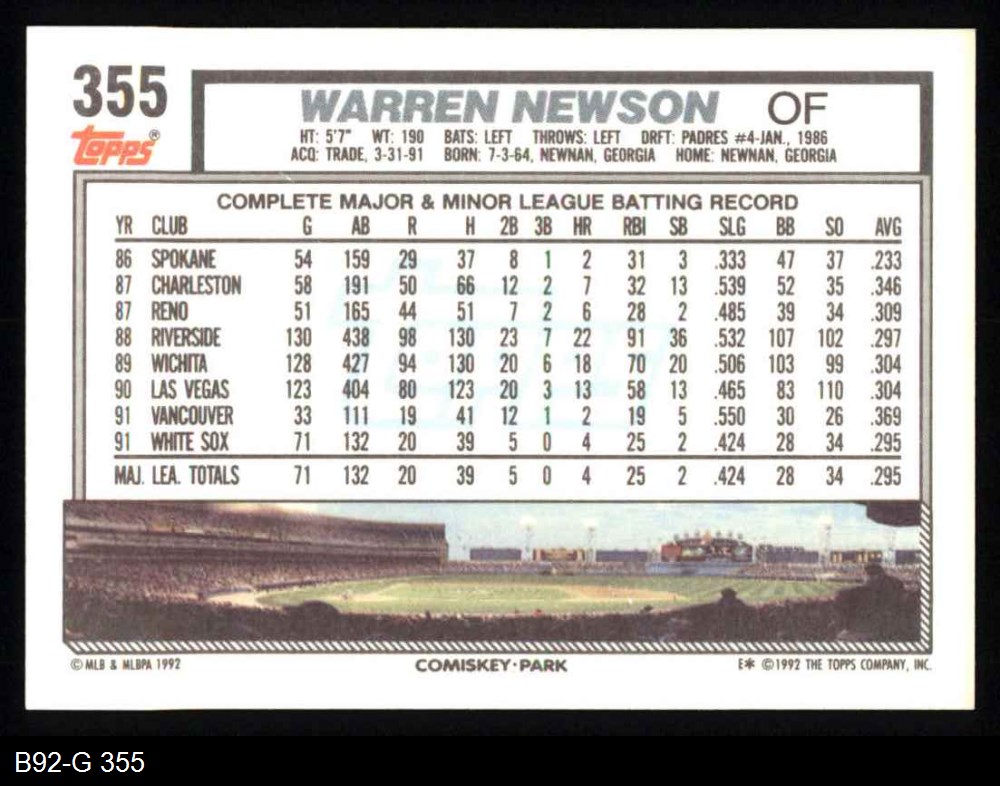 355
Topps®
WARREN NEWSON OF
HT: 5'7" WT: 190 BATS: LEFT THROWS: LEFT DRFT: PADRES #4-JAN., 1986
ACQ: TRADE, 3-31-91 BORN: 7-3-64, NEWNAN, GEORGIA HOME: NEWNAN, GEORGIA
COMPLETE MAJOR & MINOR LEAGUE BATTING RECORD
YR CLUB G AB R H 2B 3B HR RBI SB SLG BB SO AVG
86 SPOKANE 54 159 29 37 8 1 2 31 3 .333 47 37 .233
87 CHARLESTON 58 191 50 66 12 2 7 32 13 .539 52 35 .346
87 RENO 51 165 44 51 7 2 6 28 2 .485 39 34 .309
88 RIVERSIDE 130 438 98 130 23 7 22 91 36 .532 107 102 .297
89 WICHITA 128 427 94 130 20 6 18 70 20 .506 103 99 .304
90 LAS VEGAS 123 404 80 123 20 3 13 58 13 .465 83 110 .304
91 VANCOUVER 33 111 19 41 12 1 2 19 5 .550 30 26 .369
91 WHITE SOX 71 132 20 39 5 0 4 25 2 .424 28 34 .295
MAJ. LEA. TOTALS 71 132 20 39 5 0 4 25 2 .424 28 34 .295
© MLB & MLBPA 1992 COMISKEY·PARK E* ©1992 THE TOPPS COMPANY, INC.
B92-G 355